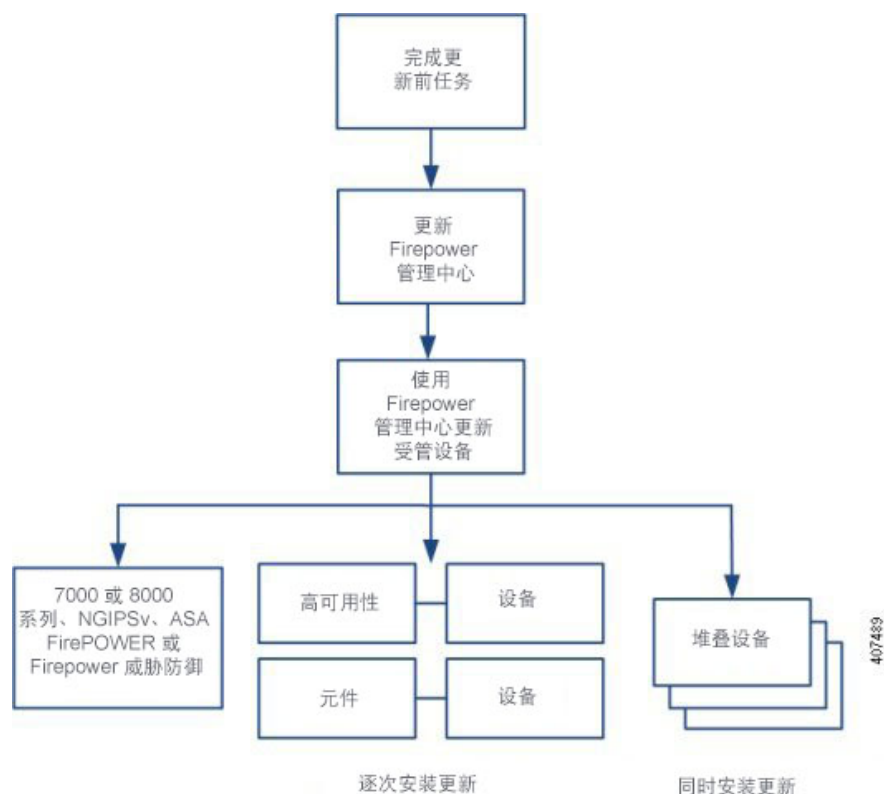 完成更
新前任务
更新
Firepower
管理中心
使用
Firepower
管理中心更新
受管设备
7000 或 8000
系列、NGIPSv、ASA
FirePOWER 或
Firepower 威胁防御
高可用性
设备
元件
设备
堆叠设备
407489
逐次安装更新
同时安装更新